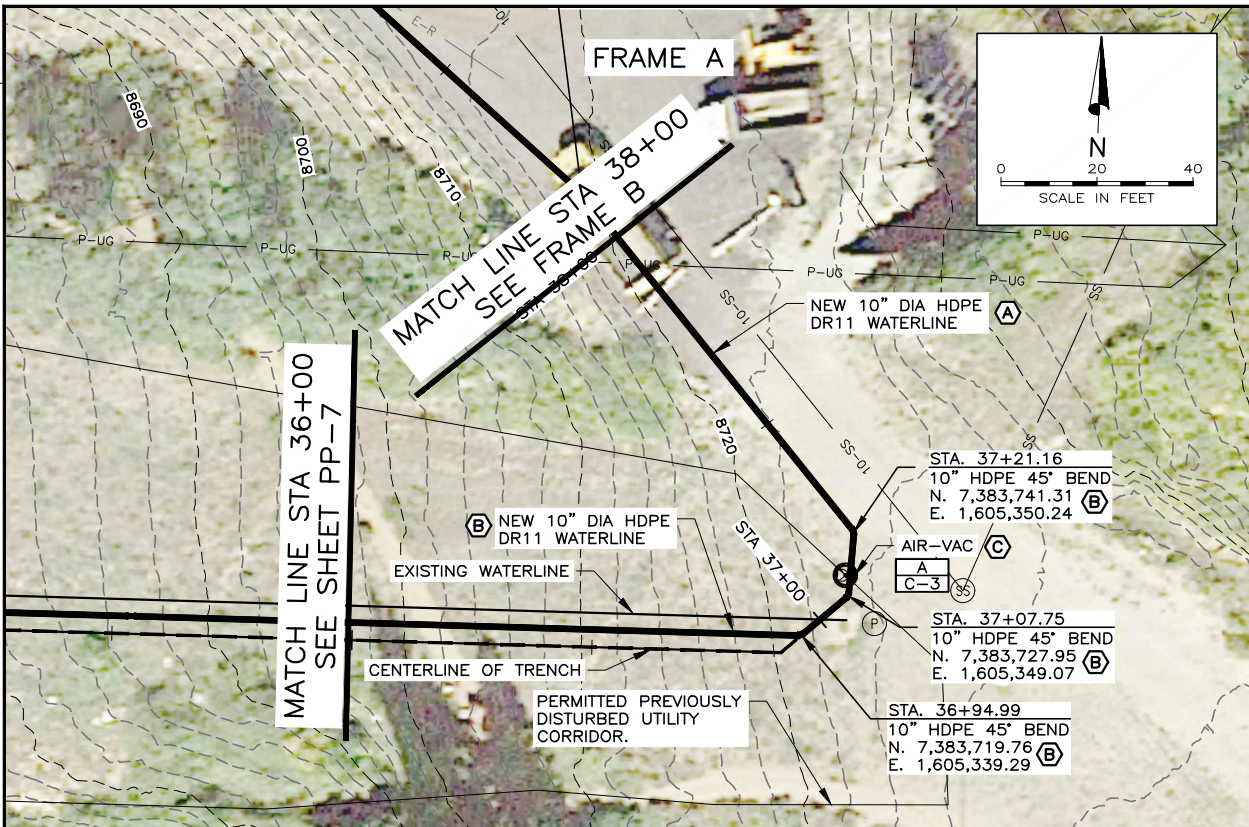 FRAME A
E-R
10-
SS
8690
8700
8710
MATCH LINE STA 38+00
SEE FRAME B
N
0 20 40
SCALE IN FEET
P-UG
P-UG
P-UG
P-UG
P-UG
P-UG
10-SS
SS
NEW 10" DIA HDPE
DR11 WATERLINE
A
MATCH LINE STA 36+00
SEE SHEET PP-7
8720
10-SS
SS
STA. 37+21.16
10" HDPE 45° BEND
N. 7,383,741.31
E. 1,605,350.24
B
B
NEW 10" DIA HDPE
DR11 WATERLINE
STA 37+00
AIR-VAC
C
A
C-3
SS
EXISTING WATERLINE
P
STA. 37+07.75
10" HDPE 45° BEND
N. 7,383,727.95
E. 1,605,349.07
B
CENTERLINE OF TRENCH
PERMITTED PREVIOUSLY
DISTURBED UTILITY
CORRIDOR.
STA. 36+94.99
10" HDPE 45° BEND
N. 7,383,719.76
E. 1,605,339.29
B